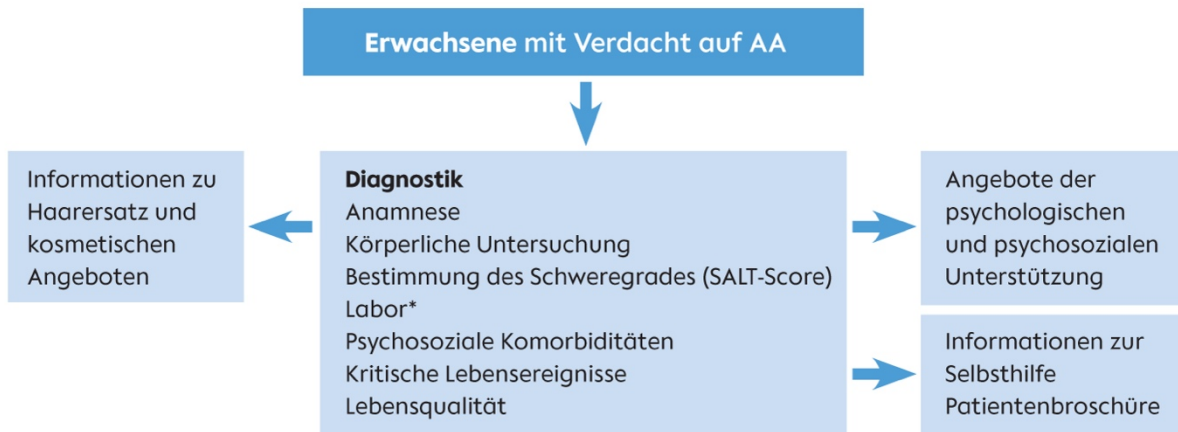 Erwachsene mit Verdacht auf AA
Informationen zu
Haarersatz und
kosmetischen
Angeboten
Diagnostik
Anamnese
Körperliche Untersuchung
Bestimmung des Schweregrades (SALT-Score)
Labor*
Psychosoziale Komorbiditäten
Kritische Lebensereignisse
Lebensqualität
Angebote der
psychologischen
und psychosozialen
Unterstützung
Informationen zur
Selbsthilfe
Patientenbroschüre